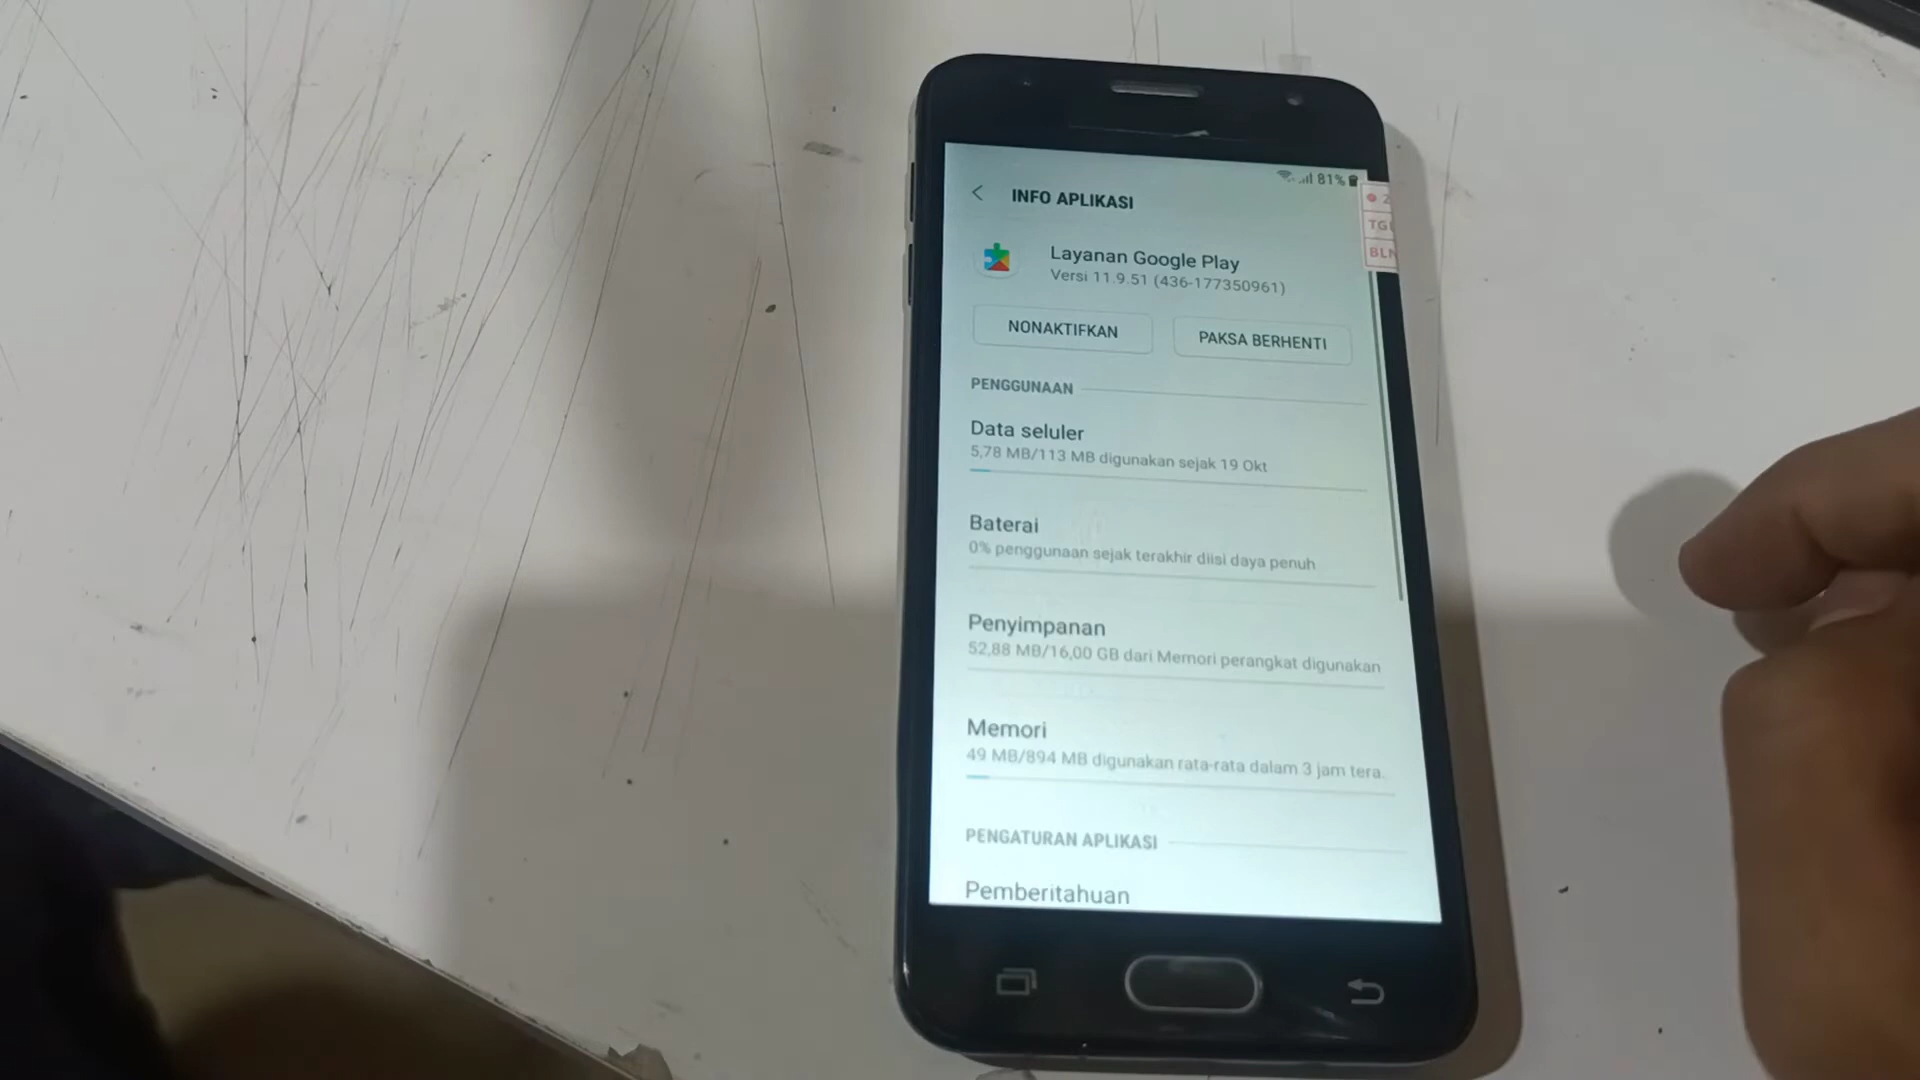 81%
INFO APLIKASI
Layanan Google Play
Versi 11.9.51 (436-177350961)
NONAKTIFKAN
PAKSA BERHENTI
PENGGUNAAN
Data seluler
5,78 MB/113 MB digunakan sejak 19 Okt
Baterai
0% penggunaan sejak terakhir diisi daya penuh
Penyimpanan
52,88 MB/16,00 GB dari Memori perangkat digunakan
Memori
49 MB/894 MB digunakan rata-rata dalam 3 jam tera.
PENGATURAN APLIKASI
Pemberitahuan